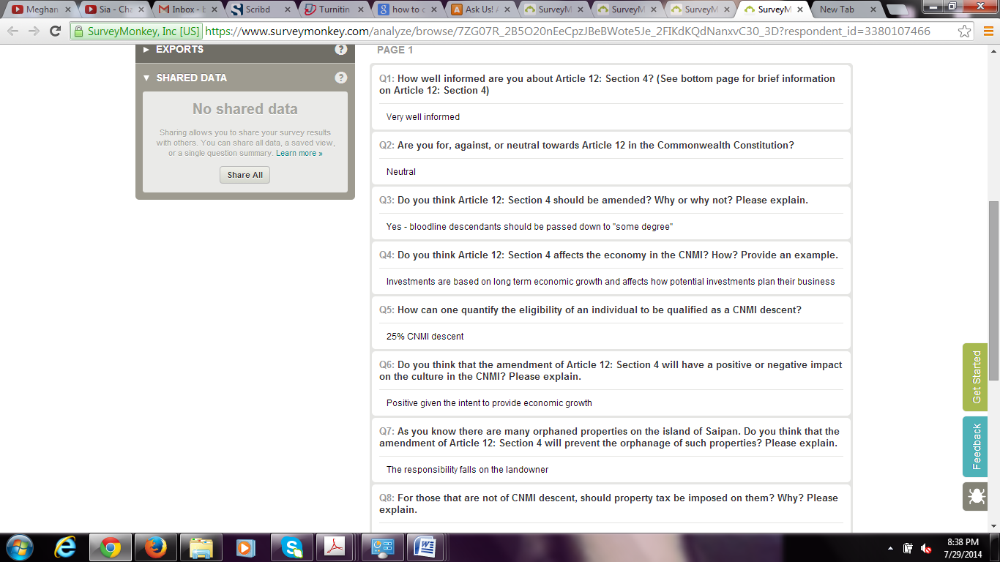 Meghan
Sia - Cha
Inbox - b
Scribd
Turnitin
how to c
Ask Us! A
SurveyM
SurveyM
SurveyM
SurveyM
New Tab
SurveyMonkey, Inc [US] https://www.surveymonkey.com/analyze/browse/7ZG07R_2B5O20nEeCpzJBeBWote5Je_2FIKdKQdNanxvC30_3D?respondent_id=3380107466
EXPORTS ?
SHARED DATA ?
No shared data
Sharing allows you to share your survey results
with others. You can share all data, a saved view,
or a single question summary. Learn more »
Share All
PAGE 1
Q1: How well informed are you about Article 12: Section 4? (See bottom page for brief information
on Article 12: Section 4)
Very well informed
Q2: Are you for, against, or neutral towards Article 12 in the Commonwealth Constitution?
Neutral
Q3: Do you think Article 12: Section 4 should be amended? Why or why not? Please explain.
Yes - bloodline descendants should be passed down to "some degree"
Q4: Do you think Article 12: Section 4 affects the economy in the CNMI? How? Provide an example.
Investments are based on long term economic growth and affects how potential investments plan their business
Q5: How can one quantify the eligibility of an individual to be qualified as a CNMI descent?
25% CNMI descent
Q6: Do you think that the amendment of Article 12: Section 4 will have a positive or negative impact
on the culture in the CNMI? Please explain.
Positive given the intent to provide economic growth
Q7: As you know there are many orphaned properties on the island of Saipan. Do you think that the
amendment of Article 12: Section 4 will prevent the orphanage of such properties? Please explain.
The responsibility falls on the landowner
Q8: For those that are not of CNMI descent, should property tax be imposed on them? Why? Please
explain.
Get Started
Feedback
8:38 PM
7/29/2014